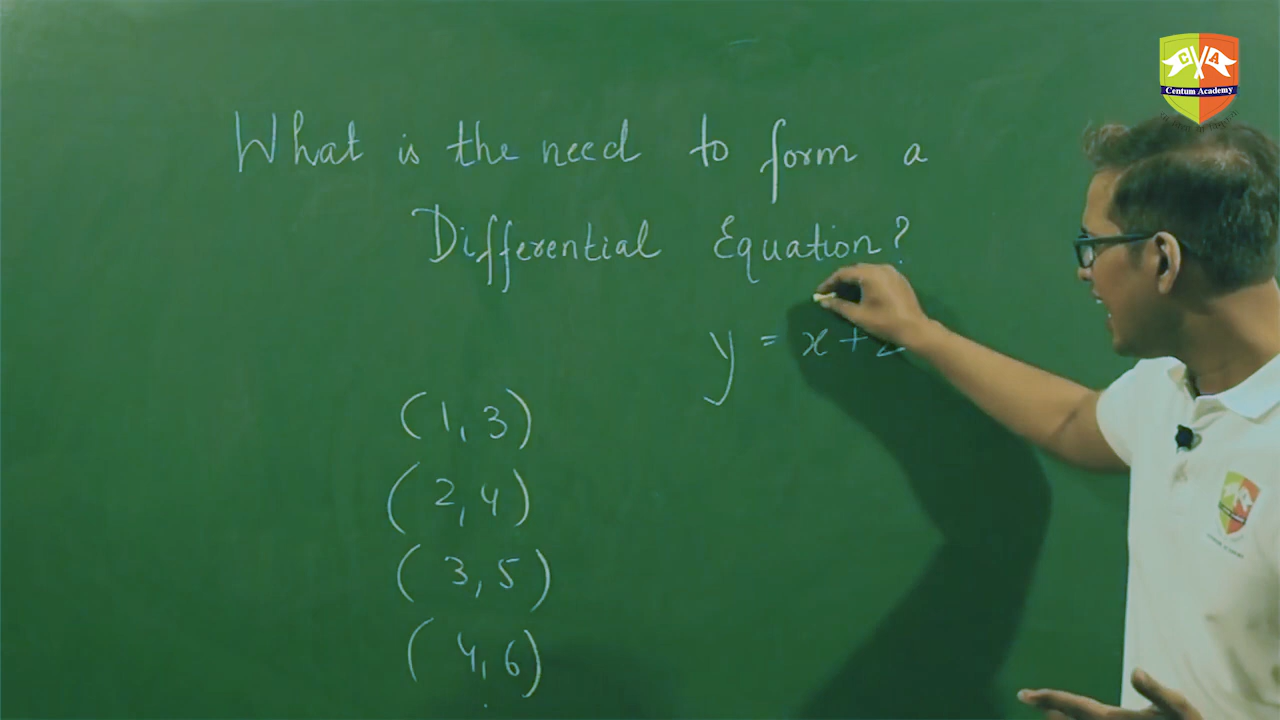 C A
Centum Academy
What is the need to form a
Differential Equation?
y = x + 2
(1, 3)
(2, 4)
(3, 5)
(4, 6)